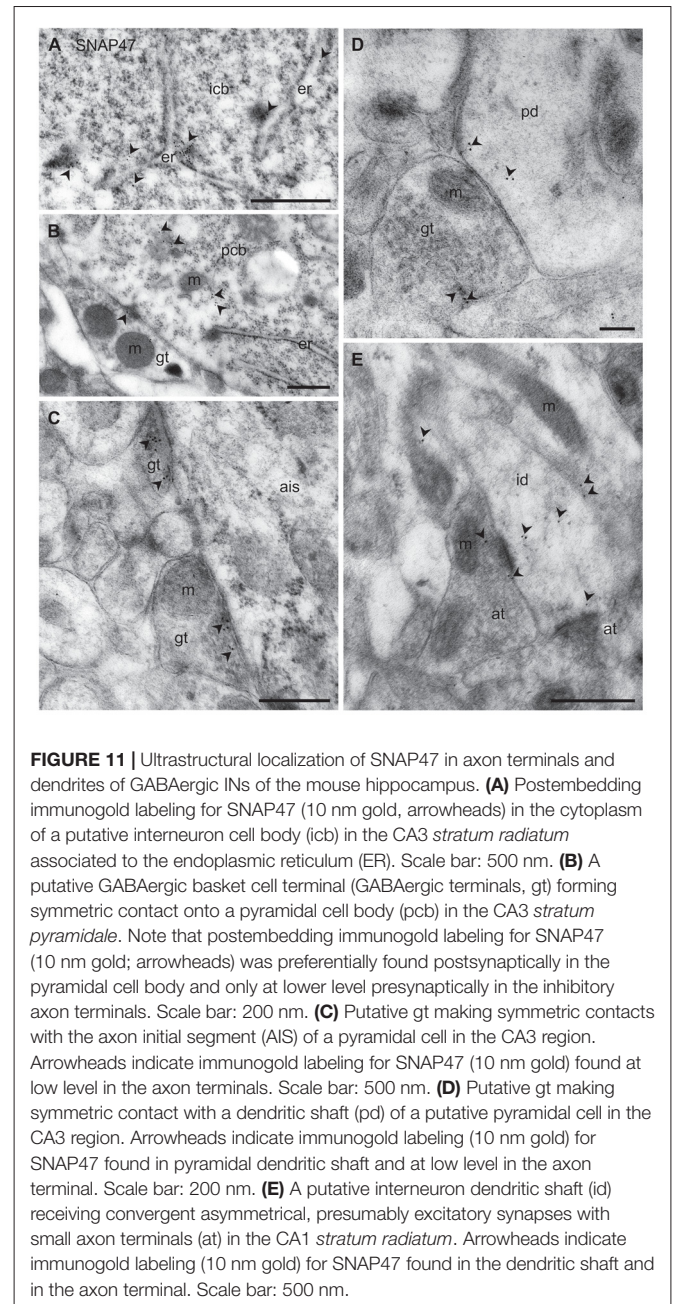 A SNAP47
icb
er
er
B
pcb
m
m
gt
er
C
gt
ais
m
gt
D
pd
m
gt
E
m
id
m
at
at
FIGURE 11 | Ultrastructural localization of SNAP47 in axon terminals and
dendrites of GABAergic INs of the mouse hippocampus. (A) Postembedding
immunogold labeling for SNAP47 (10 nm gold, arrowheads) in the cytoplasm
of a putative interneuron cell body (icb) in the CA3 stratum radiatum
associated to the endoplasmic reticulum (ER). Scale bar: 500 nm. (B) A
putative GABAergic basket cell terminal (GABAergic terminals, gt) forming
symmetric contact onto a pyramidal cell body (pcb) in the CA3 stratum
pyramidale. Note that postembedding immunogold labeling for SNAP47
(10 nm gold; arrowheads) was preferentially found postsynaptically in the
pyramidal cell body and only at lower level presynaptically in the inhibitory
axon terminals. Scale bar: 200 nm. (C) Putative gt making symmetric contacts
with the axon initial segment (AIS) of a pyramidal cell in the CA3 region.
Arrowheads indicate immunogold labeling for SNAP47 (10 nm gold) found at
low level in the axon terminals. Scale bar: 500 nm. (D) Putative gt making
symmetric contact with a dendritic shaft (pd) of a putative pyramidal cell in the
CA3 region. Arrowheads indicate immunogold labeling (10 nm gold) for
SNAP47 found in pyramidal dendritic shaft and at low level in the axon
terminal. Scale bar: 200 nm. (E) A putative interneuron dendritic shaft (id)
receiving convergent asymmetrical, presumably excitatory synapses with
small axon terminals (at) in the CA1 stratum radiatum. Arrowheads indicate
immunogold labeling (10 nm gold) for SNAP47 found in the dendritic shaft and
in the axon terminal. Scale bar: 500 nm.